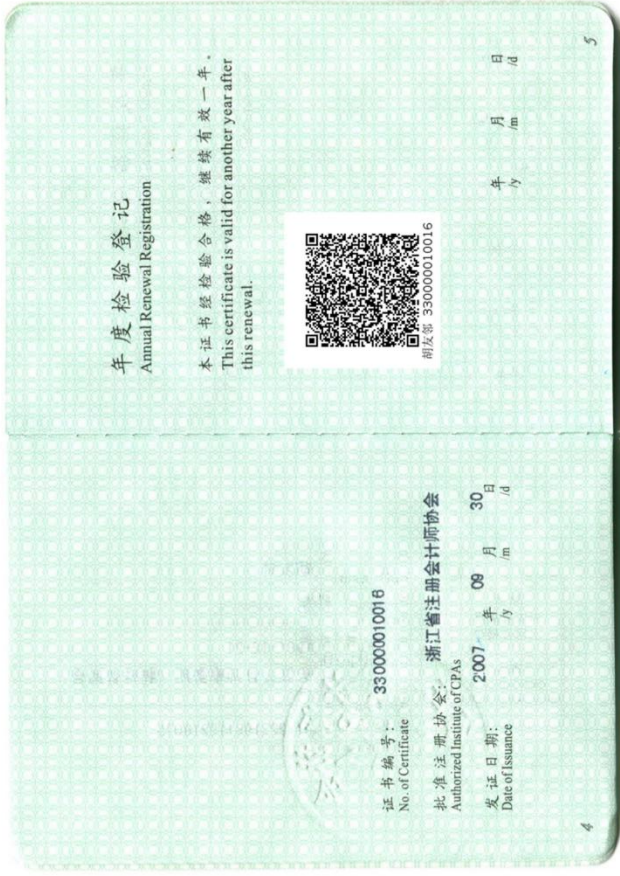 年度检验登记
Annual Renewal Registration
本证书经检验合格，继续有效一年。
This certificate is valid for another year after
this renewal.
胡友邻 330000010016
年 月 日
/y /m /d
5
证书编号： 330000010016
No. of Certificate
批准注册协会： 浙江省注册会计师协会
Authorized Institute of CPAs
发证日期： 2007 年 09 月 30 日
Date of Issuance /y /m /d
4